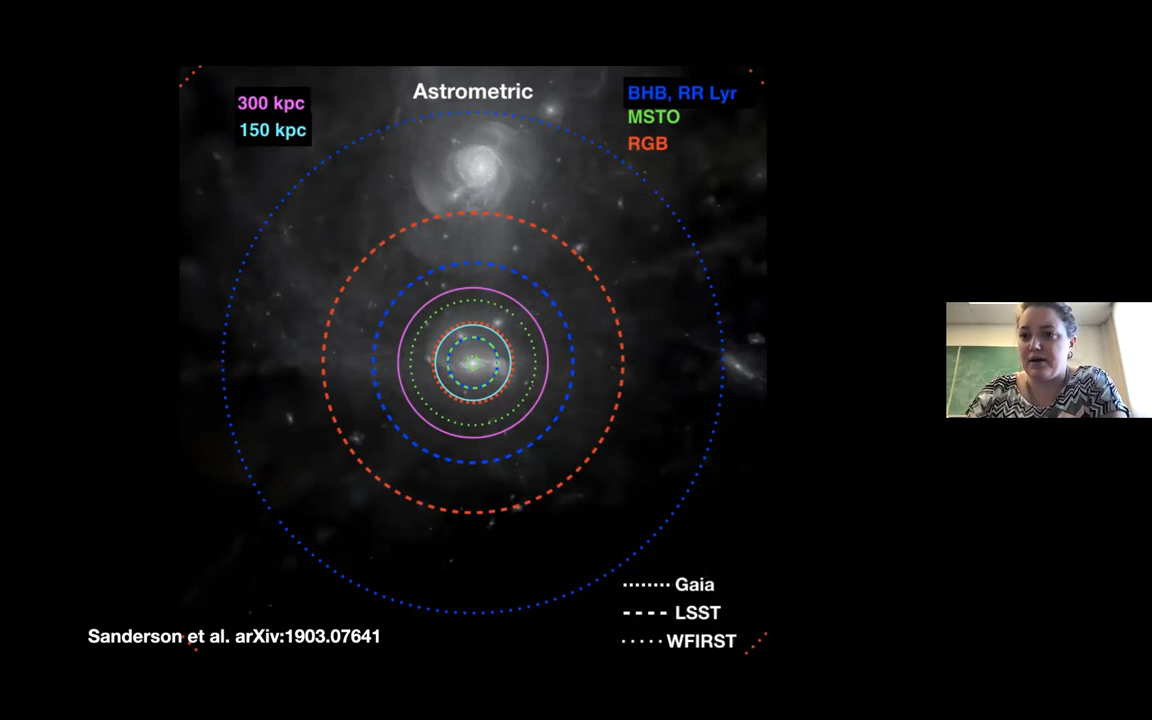 Astrometric
300 kpc
150 kpc
BHB, RR Lyr
MSTO
RGB
Gaia
LSST
WFIRST
Sanderson et al. arXiv:1903.07641